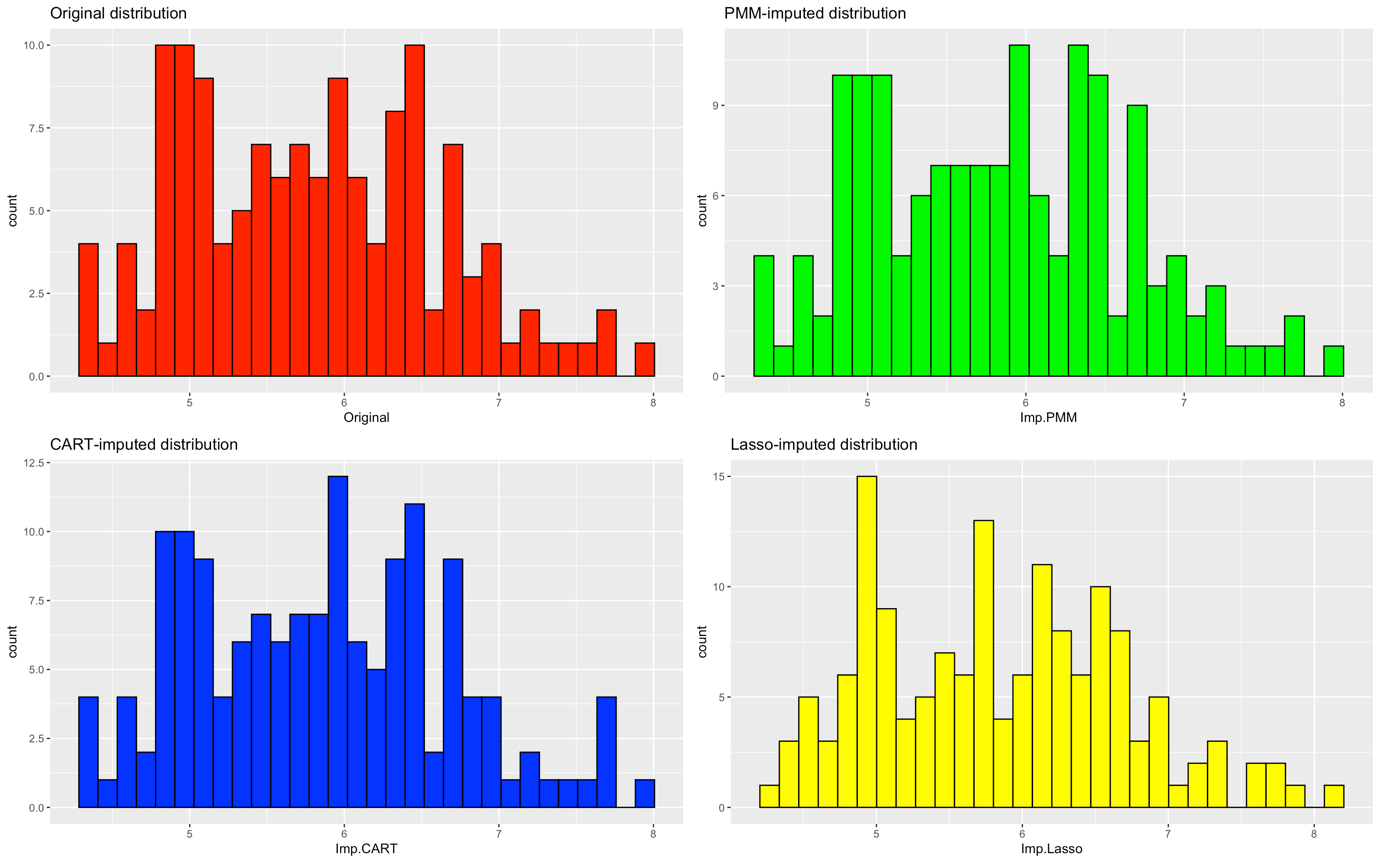 Original distribution
10.0
7.5
5.0
2.5
0.0
count
5 6 7 8
Original
PMM-imputed distribution
9
6
3
0
count
5 6 7 8
Imp.PMM
CART-imputed distribution
12.5
10.0
7.5
5.0
2.5
0.0
count
5 6 7 8
Imp.CART
Lasso-imputed distribution
15
10
5
0
count
5 6 7 8
Imp.Lasso